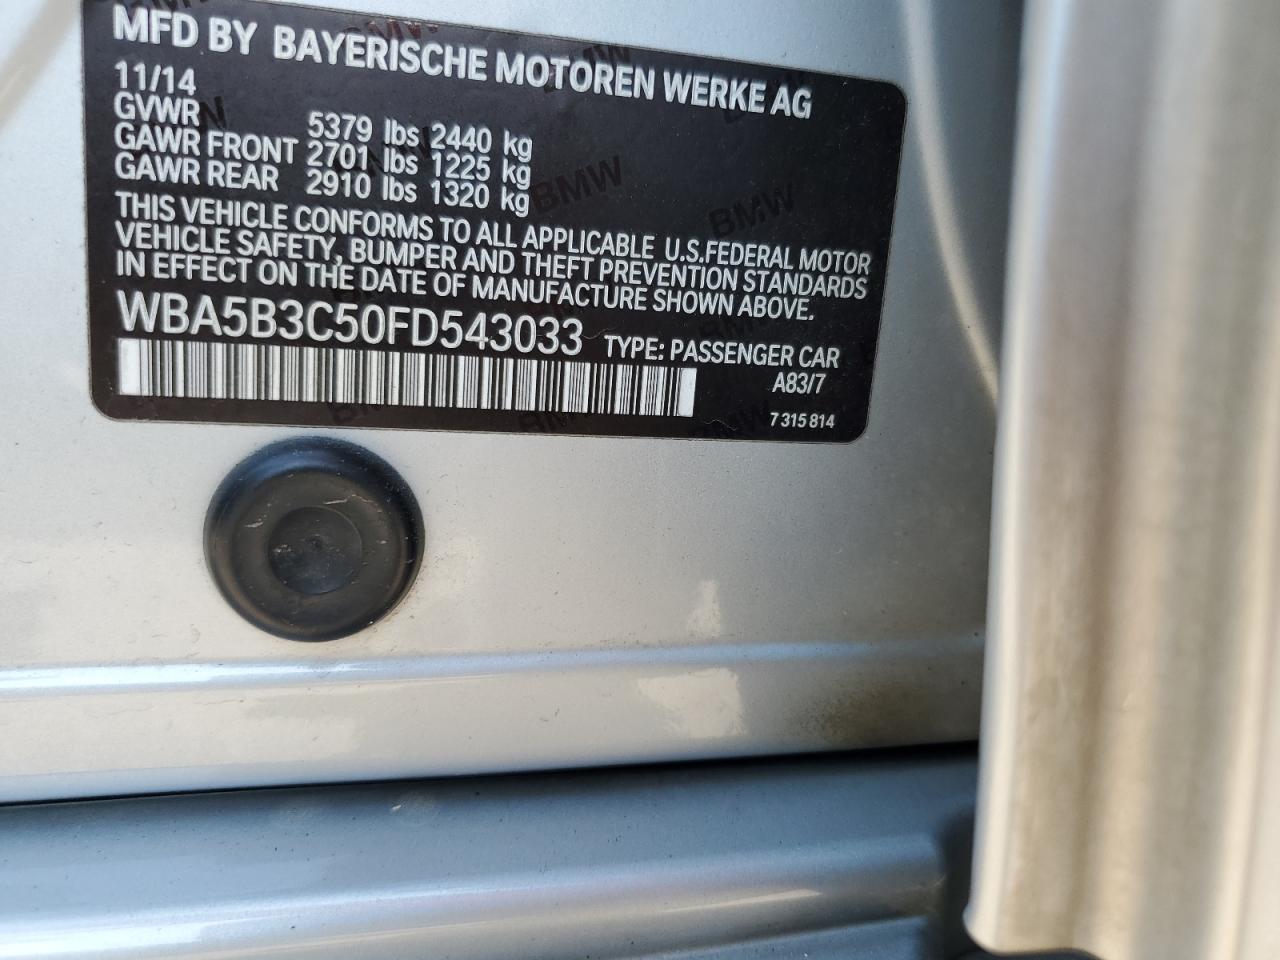 MFD BY BAYERISCHE MOTOREN WERKE AG
11/14
GVWR 5379 lbs 2440 kg
GAWR FRONT 2701 lbs 1225 kg
GAWR REAR 2910 lbs 1320 kg
THIS VEHICLE CONFORMS TO ALL APPLICABLE U.S.FEDERAL MOTOR
VEHICLE SAFETY, BUMPER AND THEFT PREVENTION STANDARDS
IN EFFECT ON THE DATE OF MANUFACTURE SHOWN ABOVE.
WBA5B3C50FD543033 TYPE: PASSENGER CAR
A83/7
7 315 814